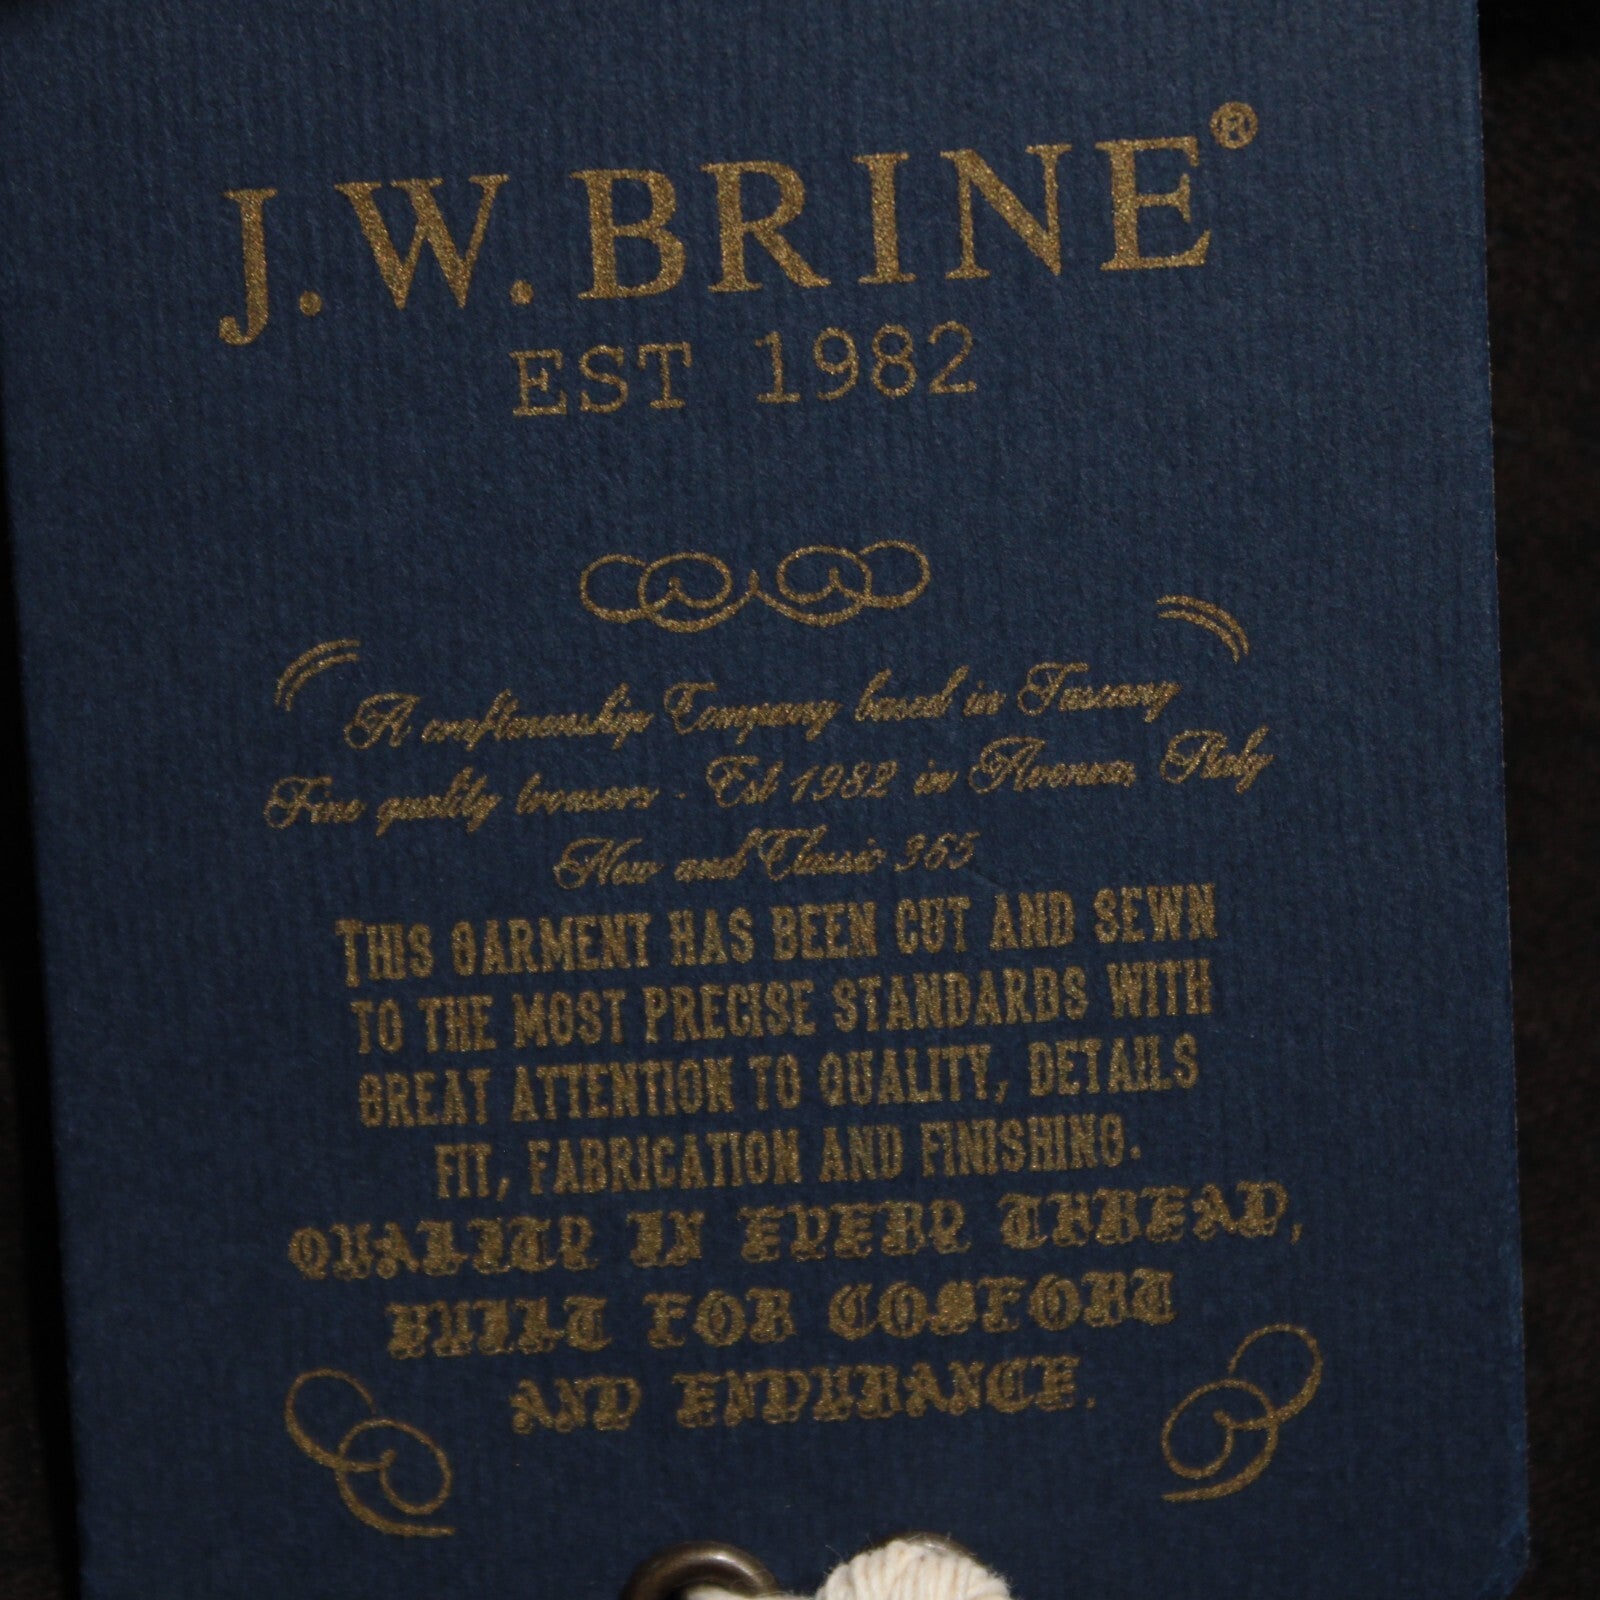 J.W. BRINE®
EST 1982
A craftmanship Company based in Tuscany
Fine quality trousers - Est 1982 in Florence, Italy
New and Classic 365
THIS GARMENT HAS BEEN CUT AND SEWN
TO THE MOST PRECISE STANDARDS WITH
GREAT ATTENTION TO QUALITY, DETAILS
FIT, FABRICATION AND FINISHING.
QUALITY IN EVERY THREAD,
BUILT FOR COMFORT
AND ENDURANCE.